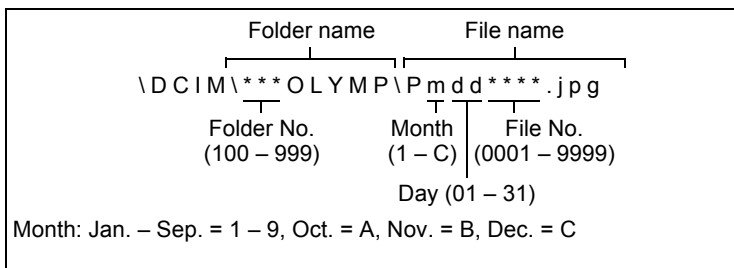 Folder name File name
\DCIM\***OLYMP\Pmdd****.jpg
Folder No. Month File No.
(100 – 999) (1 – C) (0001 – 9999)
Day (01 – 31)
Month: Jan. – Sep. = 1 – 9, Oct. = A, Nov. = B, Dec. = C